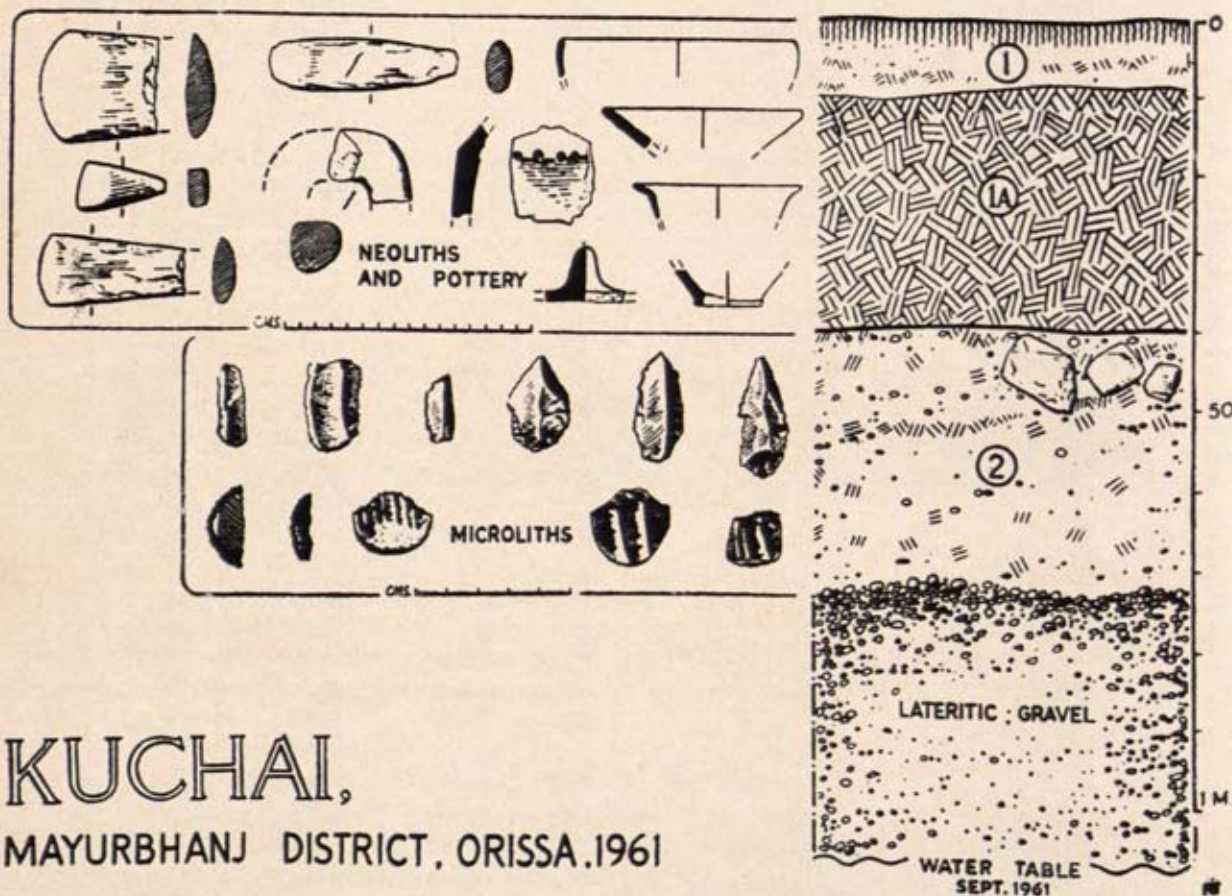 NEOLITHS
AND POTTERY
CMS.
MICROLITHS
CMS.
KUCHAI,
MAYURBHANJ DISTRICT, ORISSA.1961
0
1
1A
50
2
LATERITIC GRAVEL
1 M
WATER TABLE
SEPT. 1961